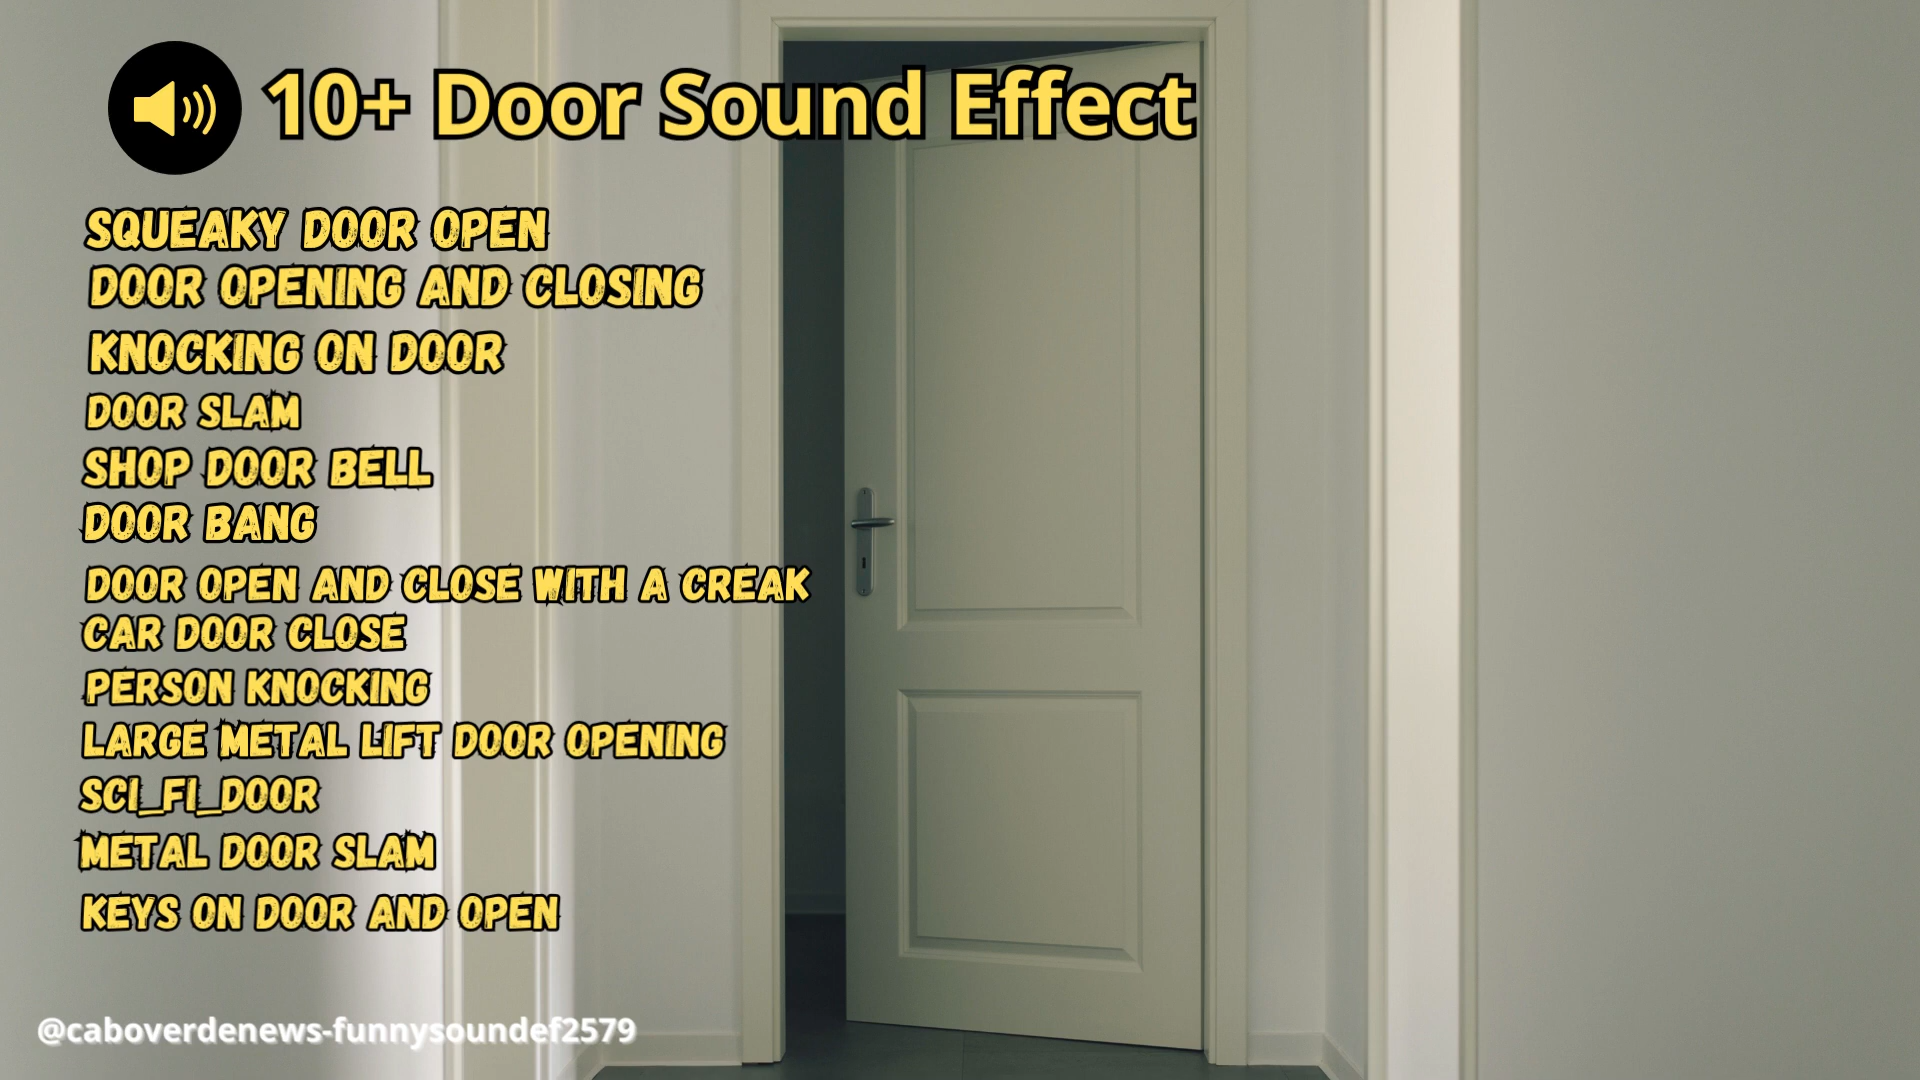 10+ Door Sound Effect
SQUEAKY DOOR OPEN
DOOR OPENING AND CLOSING
KNOCKING ON DOOR
DOOR SLAM
SHOP DOOR BELL
DOOR BANG
DOOR OPEN AND CLOSE WITH A CREAK
CAR DOOR CLOSE
PERSON KNOCKING
LARGE METAL LIFT DOOR OPENING
SCI_FI_DOOR
METAL DOOR SLAM
KEYS ON DOOR AND OPEN
@caboverdenews-funnysoundef2579